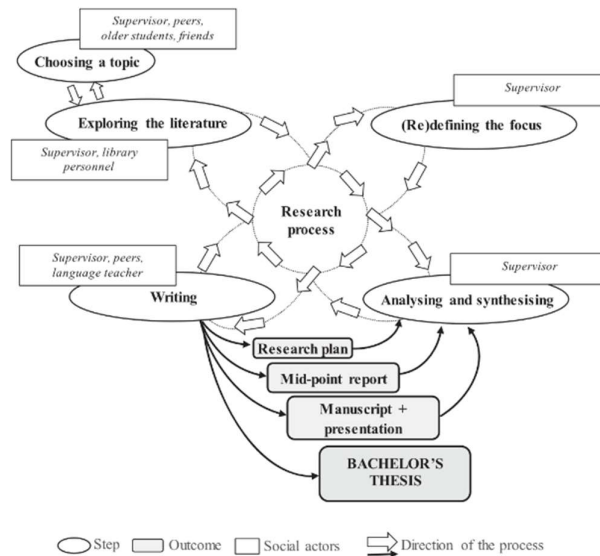 Supervisor, peers,
older students, friends
Choosing a topic
Exploring the literature
Supervisor, library
personnel
Supervisor
(Re)defining the focus
Research
process
Supervisor, peers,
language teacher
Writing
Supervisor
Analysing and synthesising
Research plan
Mid-point report
Manuscript +
presentation
BACHELOR'S
THESIS
Step
Outcome
Social actors
Direction of the process